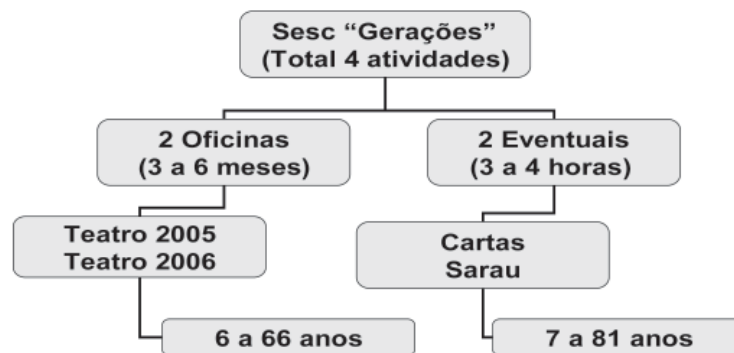 Sesc “Gerações”
(Total 4 atividades)
2 Oficinas
(3 a 6 meses)
2 Eventuais
(3 a 4 horas)
Teatro 2005
Teatro 2006
Cartas
Sarau
6 a 66 anos
7 a 81 anos